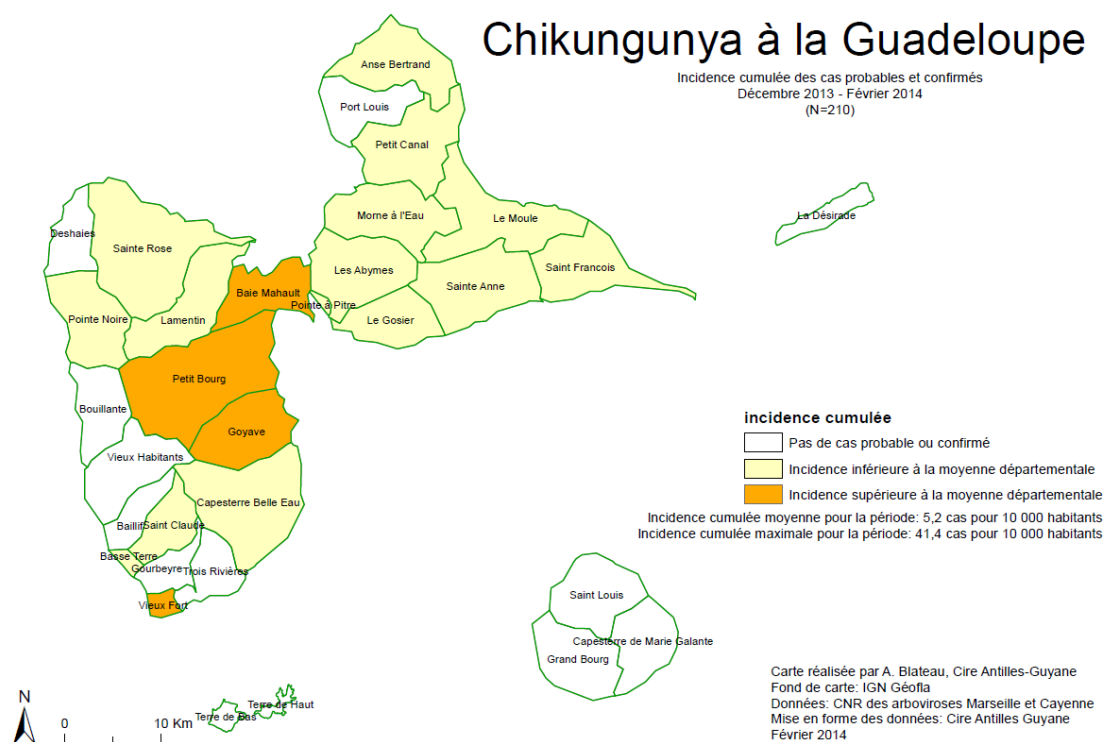 Chikungunya à la Guadeloupe
Incidence cumulée des cas probables et confirmés
Décembre 2013 - Février 2014
(N=210)
Anse Bertrand
Port Louis
Petit Canal
Morne à l'Eau
Le Moule
La Désirade
Deshaies
Sainte Rose
Les Abymes
Saint Francois
Sainte Anne
Baie Mahault
Pointe à Pitre
Pointe Noire
Lamentin
Le Gosier
Petit Bourg
Bouillante
Goyave
Vieux Habitants
Capesterre Belle Eau
Baillif
Saint Claude
Basse Terre
Gourbeyre
Trois Rivières
Vieux Fort
incidence cumulée
Pas de cas probable ou confirmé
Incidence inférieure à la moyenne départementale
Incidence supérieure à la moyenne départementale
Incidence cumulée moyenne pour la période: 5,2 cas pour 10 000 habitants
Incidence cumulée maximale pour la période: 41,4 cas pour 10 000 habitants
Saint Louis
Capesterre de Marie Galante
Grand Bourg
Terre de Haut
Terre de Bas
N
0 10 Km
Carte réalisée par A. Blateau, Cire Antilles-Guyane
Fond de carte: IGN Géofla
Données: CNR des arboviroses Marseille et Cayenne
Mise en forme des données: Cire Antilles Guyane
Février 2014